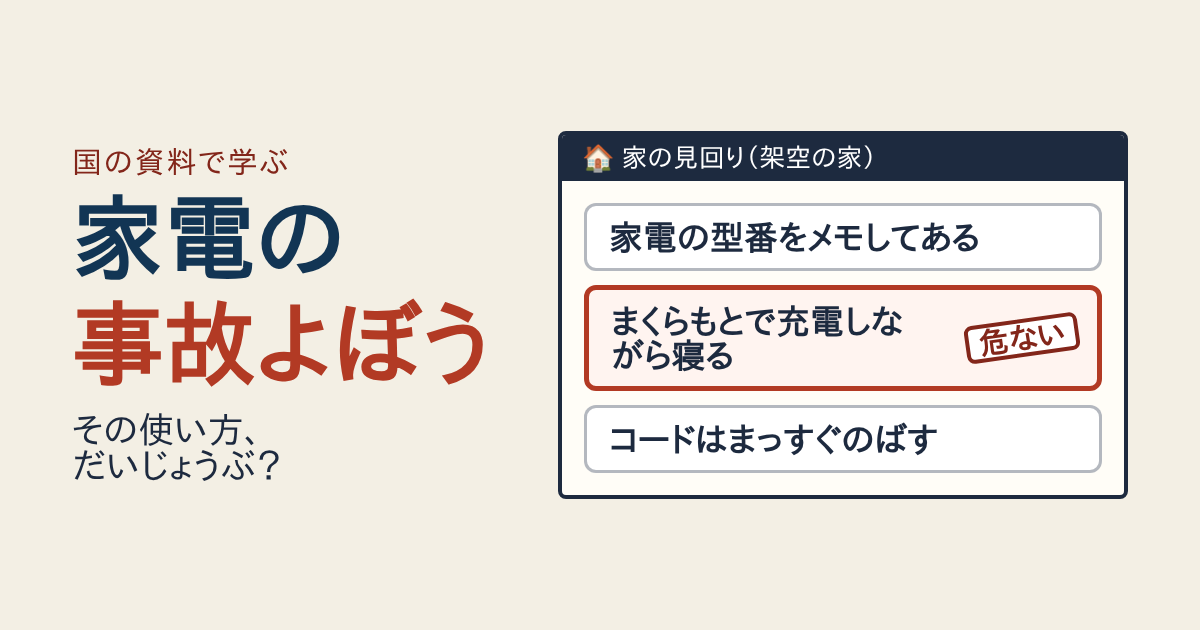 国の資料で学ぶ
家電の
事故よぼう
その使い方、
だいじょうぶ？
家の見回り（架空の家）
家電の型番をメモしてある
まくらもとで充電しな
がら寝る
危ない
コードはまっすぐのばす